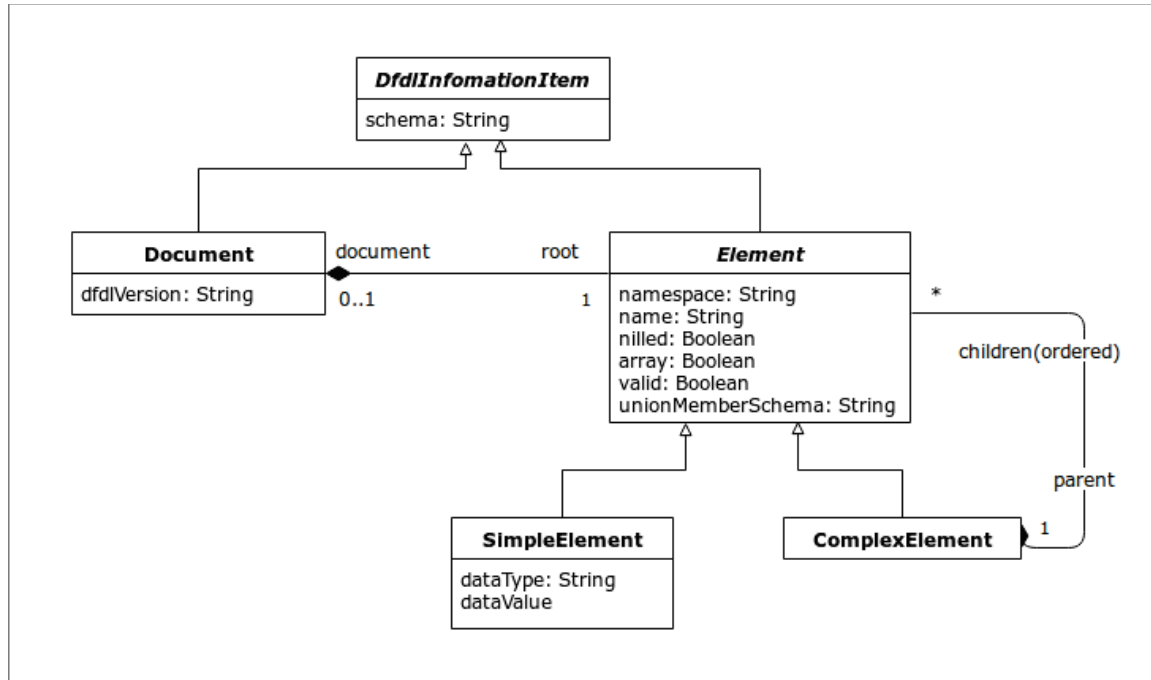 DfdlInfomationItem
schema: String
Document
dfdlVersion: String
document
root
0..1
1
Element
namespace: String
name: String
nilled: Boolean
array: Boolean
valid: Boolean
unionMemberSchema: String
*
children(ordered)
parent
1
SimpleElement
dataType: String
dataValue
ComplexElement